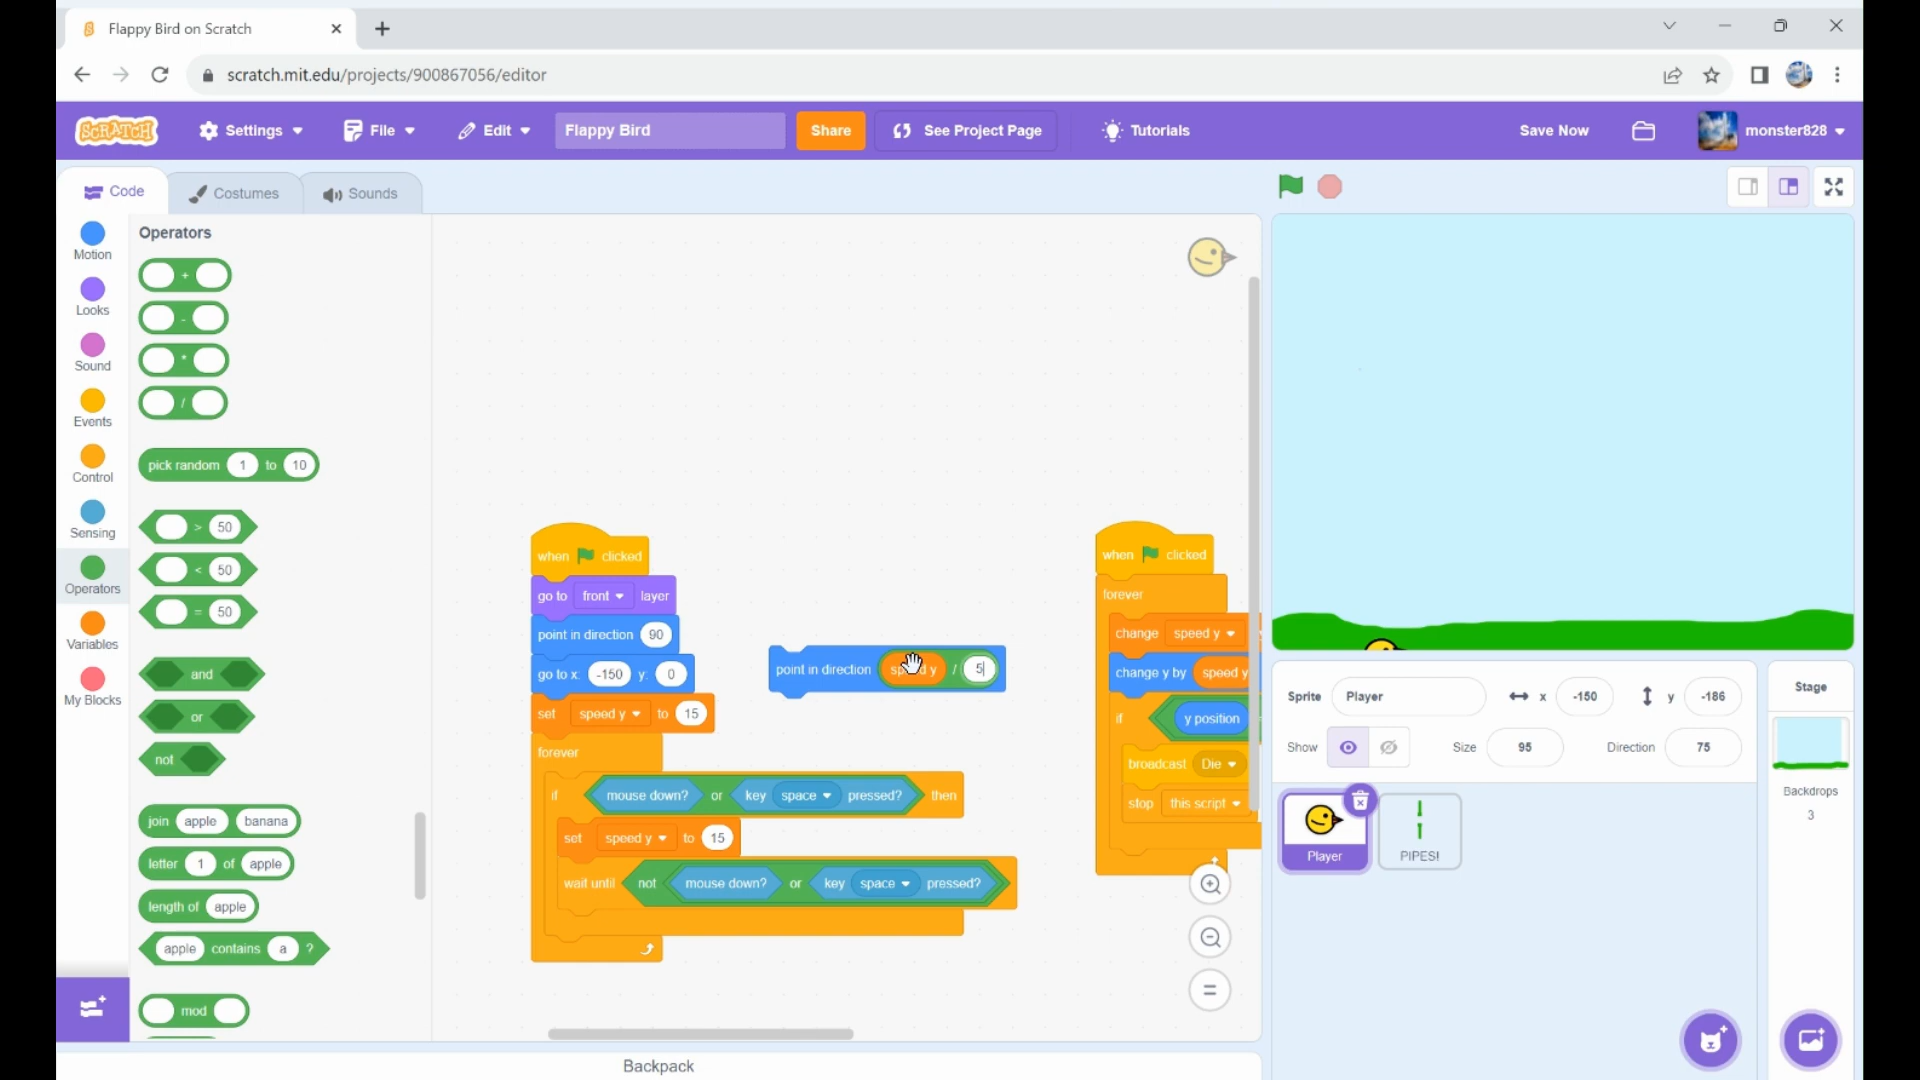 Flappy Bird on Scratch
scratch.mit.edu/projects/900867056/editor
SCRATCH Settings File Edit Flappy Bird Share See Project Page Tutorials Save Now monster828
Code Costumes Sounds
Motion
Looks
Sound
Events
Control
Sensing
Operators
Variables
My Blocks
Operators
+
-
*
/
pick random 1 to 10
> 50
< 50
= 50
and
or
not
join apple banana
letter 1 of apple
length of apple
apple contains a ?
mod
when clicked
go to front layer
point in direction 90
go to x: -150 y: 0
set speed y to 15
forever
if mouse down? or key space pressed? then
set speed y to 15
wait until not mouse down? or key space pressed?
point in direction / 5
when clicked
forever
change speed y
change y by speed y
if y position
broadcast Die
stop this script
Sprite Player x -150 y -186
Show Size 95 Direction 75
Player
PIPES!
Stage
Backdrops
3
Backpack